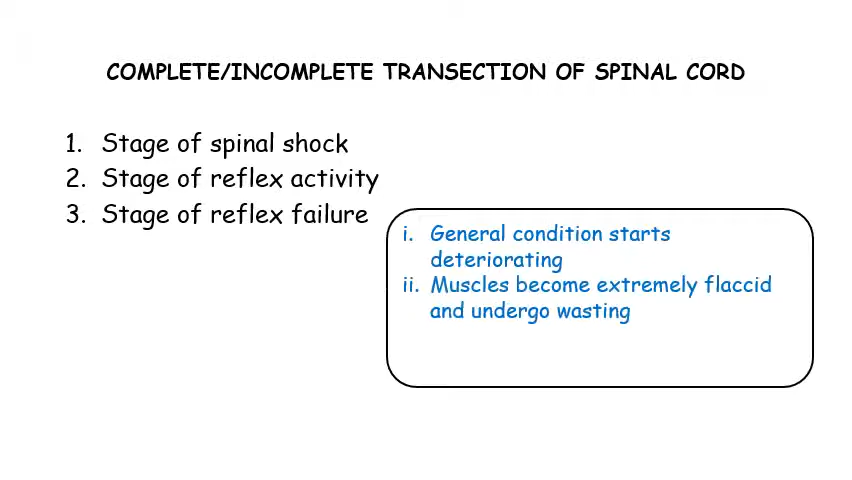 COMPLETE/INCOMPLETE TRANSECTION OF SPINAL CORD
1. Stage of spinal shock
2. Stage of reflex activity
3. Stage of reflex failure
i. General condition starts
deteriorating
ii. Muscles become extremely flaccid
and undergo wasting